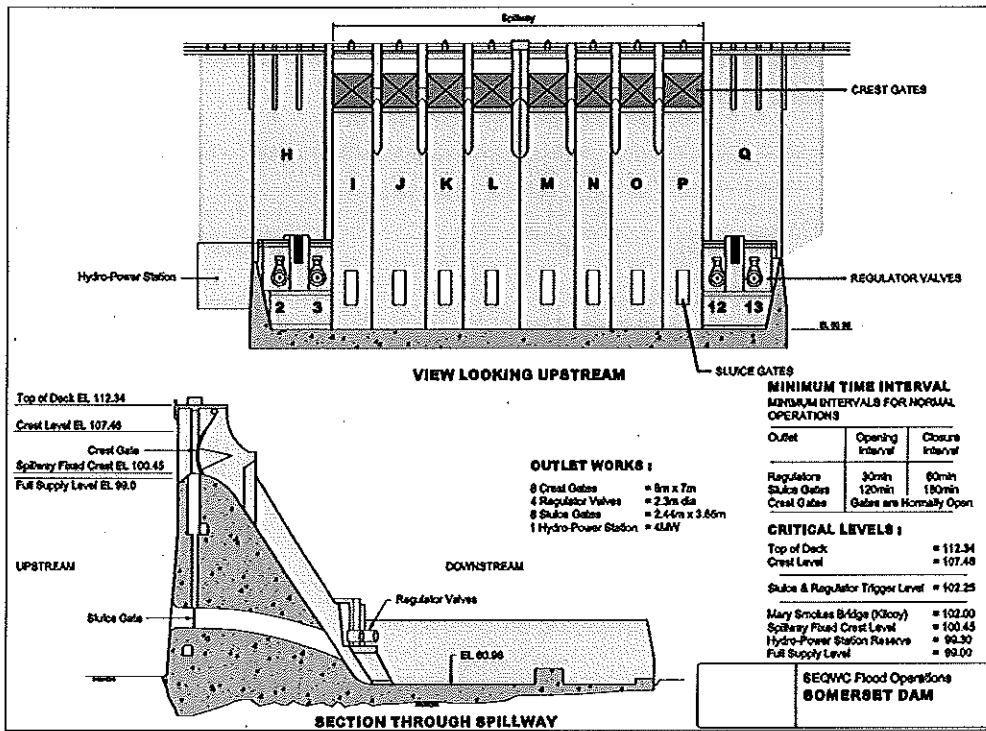 Spillway
CREST GATES
H
Q
I J K L M N O P
Hydro-Power Station
REGULATOR VALVES
2 3
12 13
SLUICE GATES
VIEW LOOKING UPSTREAM
Top of Deck EL 112.34
Crest Level EL 107.46
Crest Gate
Spillway Fixed Crest EL 100.45
Full Supply Level EL 99.0
UPSTREAM
DOWNSTREAM
Sluice Gate
Regulator Valves
EL 60.96
SECTION THROUGH SPILLWAY
OUTLET WORKS :
8 Crest Gates = 8m x 7m
4 Regulator Valves = 2.3m dia
8 Sluice Gates = 2.44m x 3.65m
1 Hydro-Power Station = 4MW
MINIMUM TIME INTERVAL
MINIMUM INTERVALS FOR NORMAL
OPERATIONS
Outlet Opening Interval Closure Interval
Regulators 30min 60min
Sluice Gates 120min 180min
Crest Gates Gates are Normally Open
CRITICAL LEVELS :
Top of Deck = 112.34
Crest Level = 107.46
Sluice & Regulator Trigger Level = 102.25
Mary Smokes Bridge (Kilcoy) = 102.00
Spillway Fixed Crest Level = 100.45
Hydro-Power Station Reserve = 99.30
Full Supply Level = 99.00
SEQWC Flood Operations
SOMERSET DAM